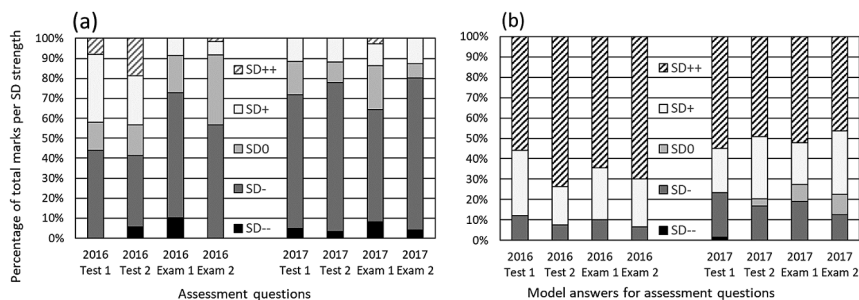 (a)
Percentage of total marks per SD strength
100%
90%
80%
70%
60%
50%
40%
30%
20%
10%
0%
SD++
SD+
SD0
SD-
SD--
2016 2016 2016 2016 2017 2017 2017 2017
Test 1 Test 2 Exam 1 Exam 2 Test 1 Test 2 Exam 1 Exam 2
Assessment questions
(b)
100%
90%
80%
70%
60%
50%
40%
30%
20%
10%
0%
SD++
SD+
SD0
SD-
SD--
2016 2016 2016 2016 2017 2017 2017 2017
Test 1 Test 2 Exam 1 Exam 2 Test 1 Test 2 Exam 1 Exam 2
Model answers for assessment questions